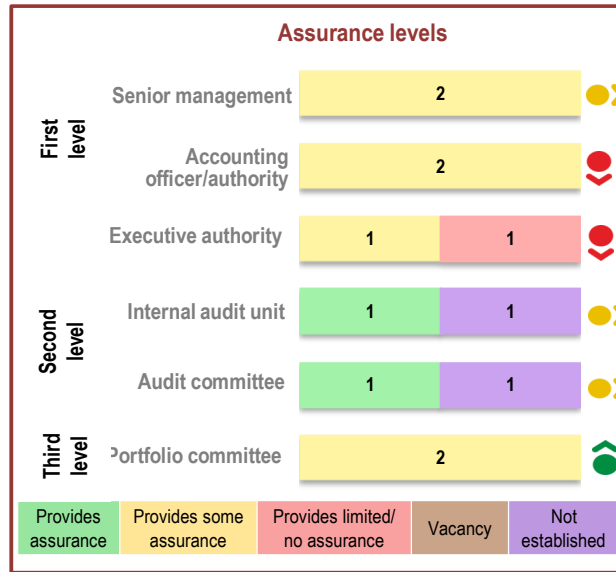 Assurance levels
First level
Senior management
2
Accounting
officer/authority
2
Executive authority
1 1
Second level
Internal audit unit
1 1
Audit committee
1 1
Third level
Portfolio committee
2
Provides assurance
Provides some assurance
Provides limited/ no assurance
Vacancy
Not established